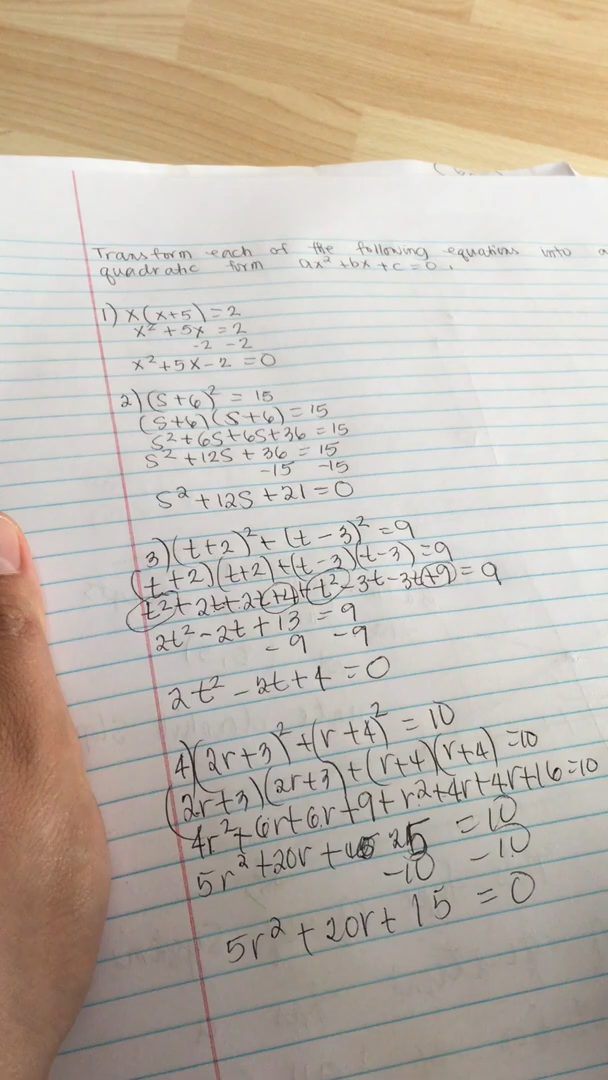 Transform each of the following equations into a
quadratic form ax² + bx + c = 0.
1) x(x+5) = 2
x² + 5x = 2
-2 -2
x² + 5x - 2 = 0
2) (s+6)² = 15
(s+6)(s+6) = 15
s² + 6s + 6s + 36 = 15
s² + 12s + 36 = 15
-15 -15
s² + 12s + 21 = 0
3) (t+2)² + (t-3)² = 9
(t+2)(t+2) + (t-3)(t-3) = 9
t² + 2t + 2t + 4 + t² - 3t - 3t + 9 = 9
2t² - 2t + 13 = 9
- 9 - 9
2t² - 2t + 4 = 0
4) (2r+3)² + (r+4)² = 10
(2r+3)(2r+3) + (r+4)(r+4) = 10
4r² + 6r + 6r + 9 + r² + 4r + 4r + 16 = 10
5r² + 20r + 25 = 10
-10 -10
5r² + 20r + 15 = 0